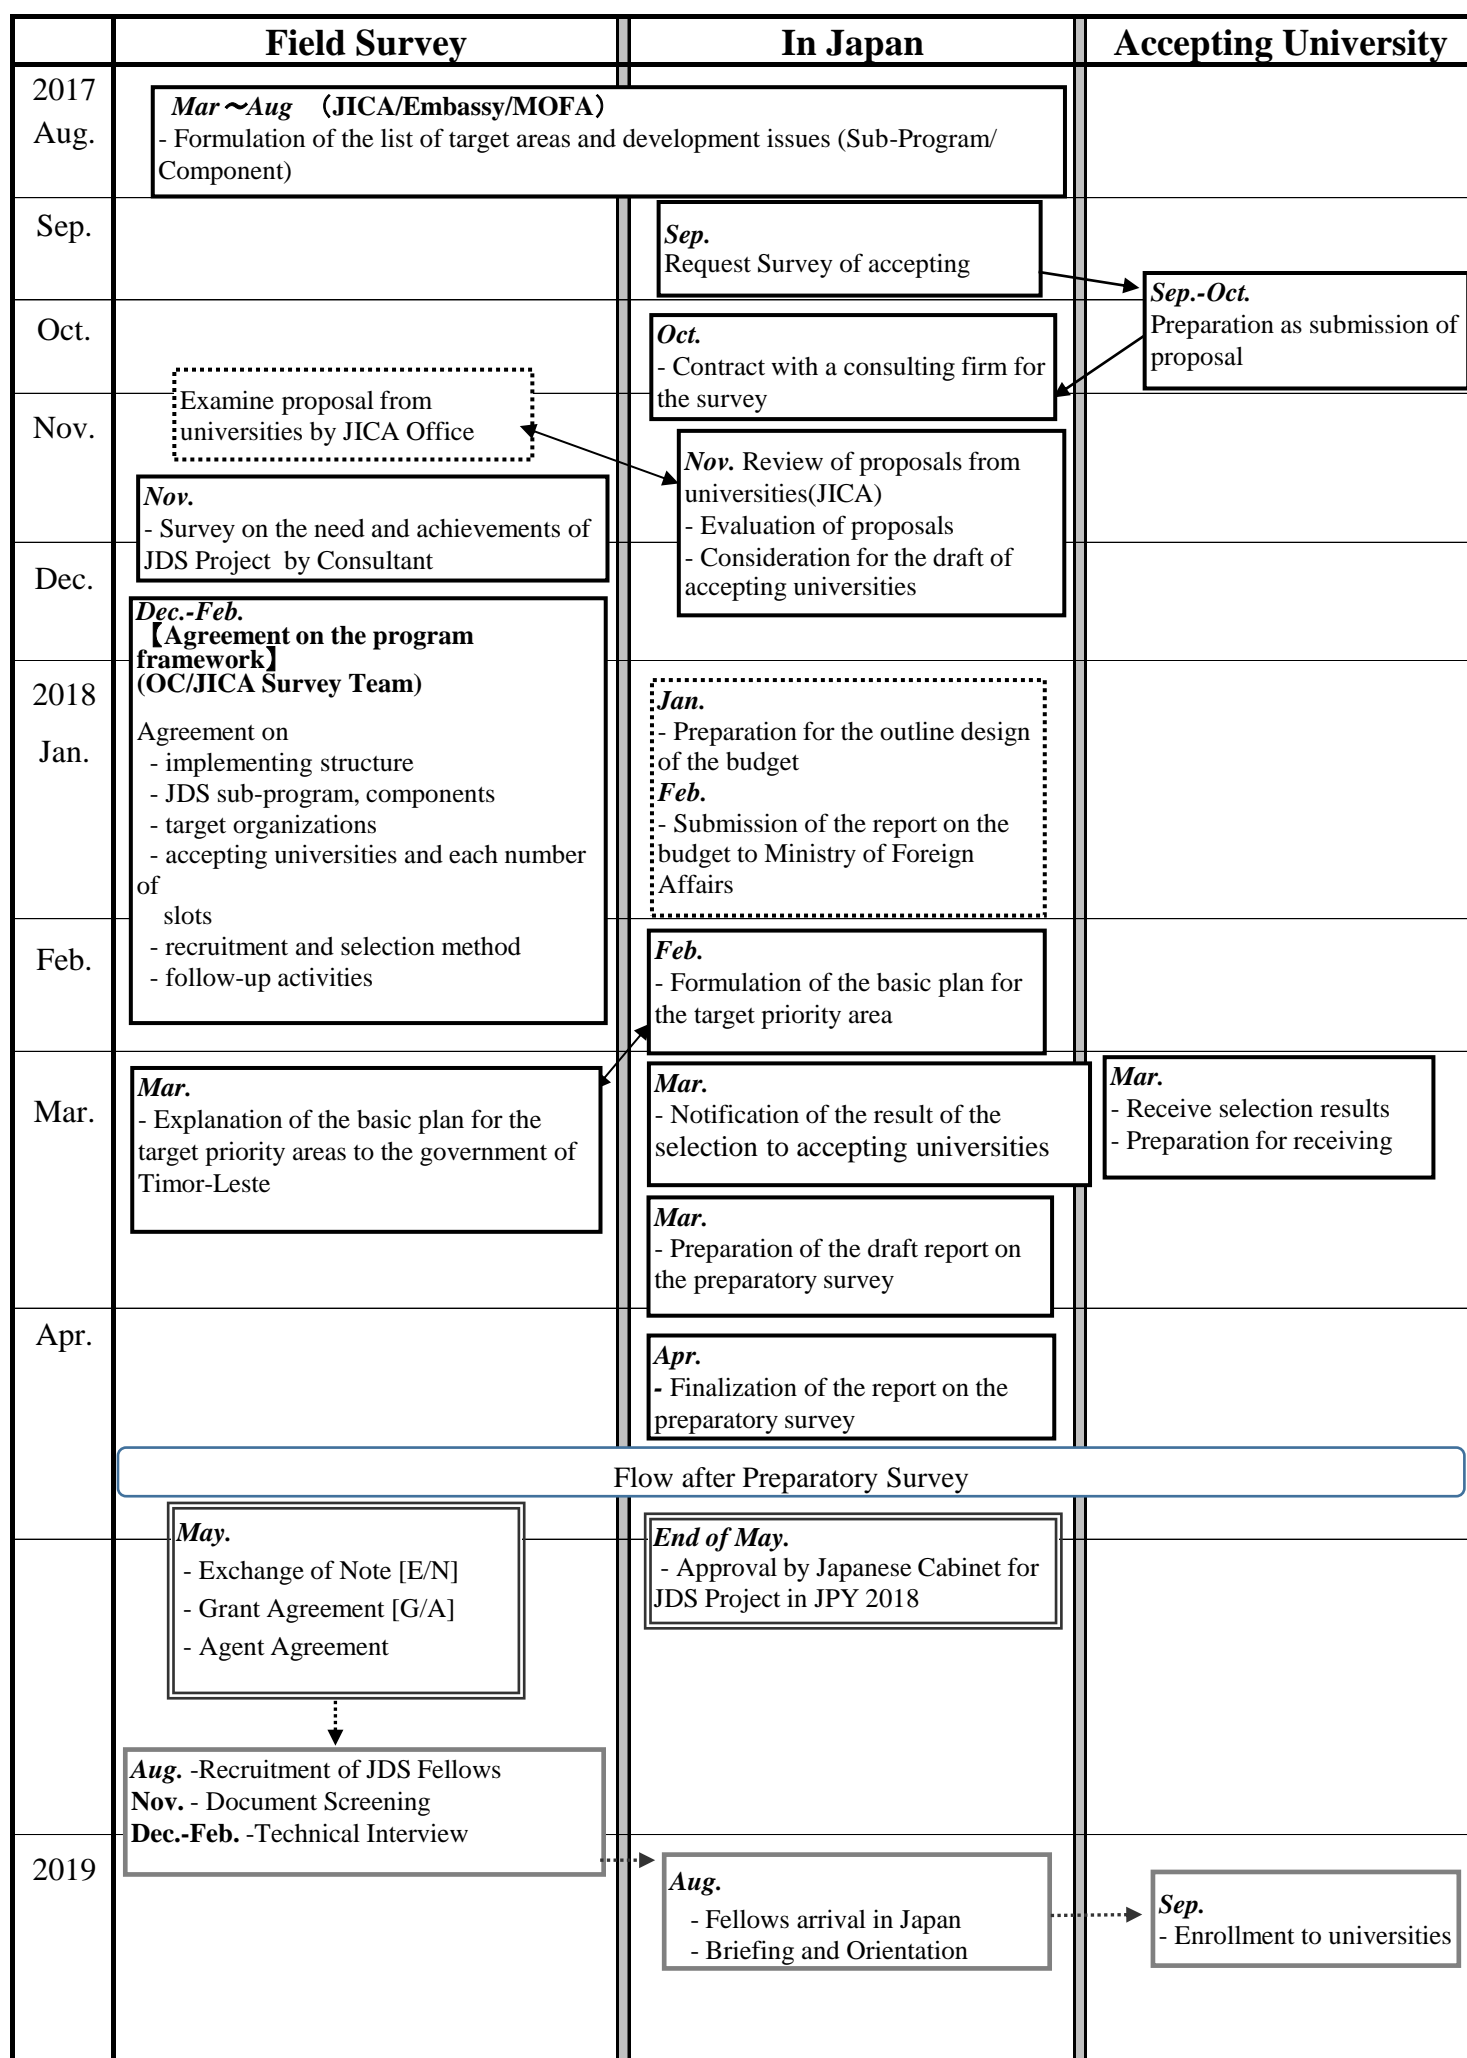 Field Survey
In Japan
Accepting University
2017
Aug.
Mar～Aug （JICA/Embassy/MOFA）
- Formulation of the list of target areas and development issues (Sub-Program/
Component)
Sep.
Sep.
Request Survey of accepting
Sep.-Oct.
Preparation as submission of
proposal
Oct.
Oct.
- Contract with a consulting firm for
the survey
Examine proposal from
universities by JICA Office
Nov.
Nov. Review of proposals from
universities(JICA)
- Evaluation of proposals
- Consideration for the draft of
accepting universities
Nov.
- Survey on the need and achievements of
JDS Project by Consultant
Dec.
Dec.-Feb.
【Agreement on the program
framework】
(OC/JICA Survey Team)
Agreement on
- implementing structure
- JDS sub-program, components
- target organizations
- accepting universities and each number
of
slots
- recruitment and selection method
- follow-up activities
2018
Jan.
Jan.
- Preparation for the outline design
of the budget
Feb.
- Submission of the report on the
budget to Ministry of Foreign
Affairs
Feb.
Feb.
- Formulation of the basic plan for
the target priority area
Mar.
Mar.
- Explanation of the basic plan for the
target priority areas to the government of
Timor-Leste
Mar.
- Notification of the result of the
selection to accepting universities
Mar.
- Receive selection results
- Preparation for receiving
Mar.
- Preparation of the draft report on
the preparatory survey
Apr.
Apr.
- Finalization of the report on the
preparatory survey
Flow after Preparatory Survey
May.
- Exchange of Note [E/N]
- Grant Agreement [G/A]
- Agent Agreement
End of May.
- Approval by Japanese Cabinet for
JDS Project in JPY 2018
Aug. -Recruitment of JDS Fellows
Nov. - Document Screening
Dec.-Feb. -Technical Interview
2019
Aug.
- Fellows arrival in Japan
- Briefing and Orientation
Sep.
- Enrollment to universities